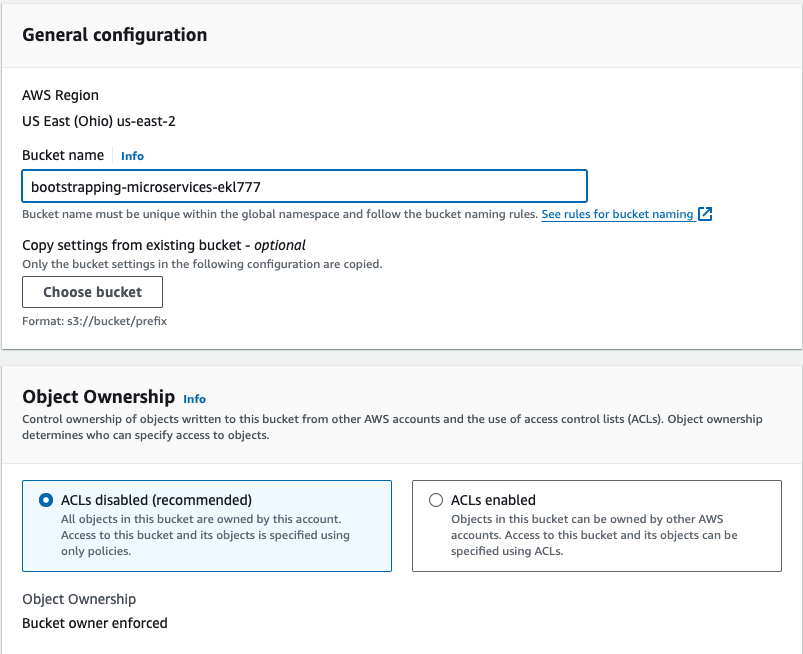 General configuration
AWS Region
US East (Ohio) us-east-2
Bucket name Info
bootstrapping-microservices-ekl777
Bucket name must be unique within the global namespace and follow the bucket naming rules. See rules for bucket naming
Copy settings from existing bucket - optional
Only the bucket settings in the following configuration are copied.
Choose bucket
Format: s3://bucket/prefix
Object Ownership Info
Control ownership of objects written to this bucket from other AWS accounts and the use of access control lists (ACLs). Object ownership
determines who can specify access to objects.
ACLs disabled (recommended)
All objects in this bucket are owned by this account.
Access to this bucket and its objects is specified using
only policies.
ACLs enabled
Objects in this bucket can be owned by other AWS
accounts. Access to this bucket and its objects can be
specified using ACLs.
Object Ownership
Bucket owner enforced